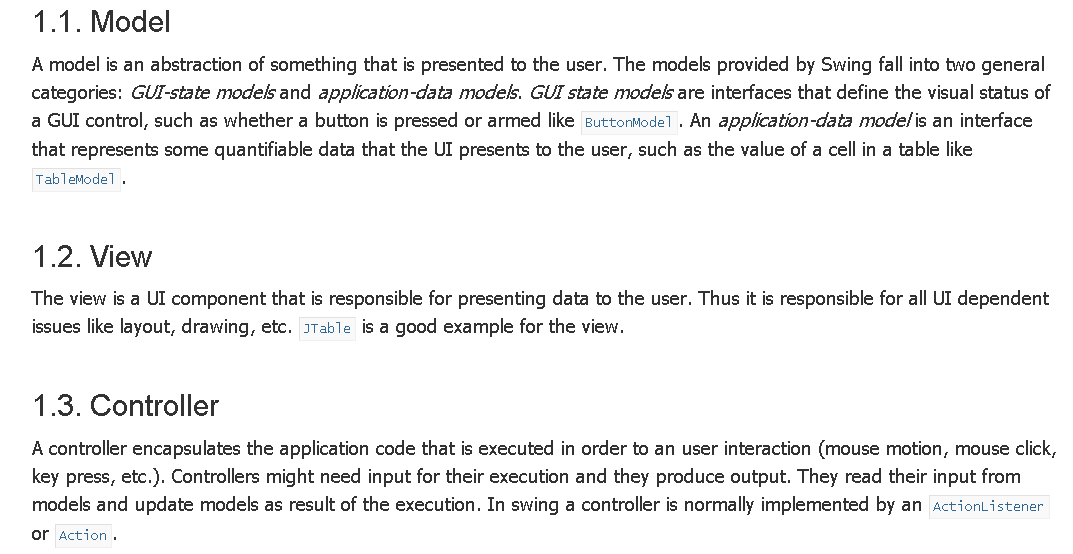 1.1. Model
A model is an abstraction of something that is presented to the user. The models provided by Swing fall into two general
categories: GUI-state models and application-data models. GUI state models are interfaces that define the visual status of
a GUI control, such as whether a button is pressed or armed like ButtonModel. An application-data model is an interface
that represents some quantifiable data that the UI presents to the user, such as the value of a cell in a table like
TableModel.
1.2. View
The view is a UI component that is responsible for presenting data to the user. Thus it is responsible for all UI dependent
issues like layout, drawing, etc. JTable is a good example for the view.
1.3. Controller
A controller encapsulates the application code that is executed in order to an user interaction (mouse motion, mouse click,
key press, etc.). Controllers might need input for their execution and they produce output. They read their input from
models and update models as result of the execution. In swing a controller is normally implemented by an ActionListener
or Action.